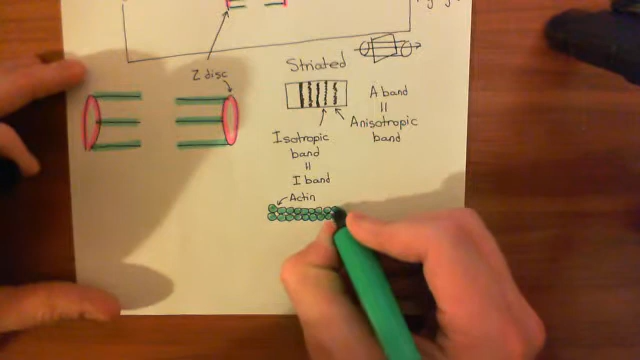 Z disc
Striated
A band
=
Anisotropic
band
Isotropic
band
=
I band
Actin